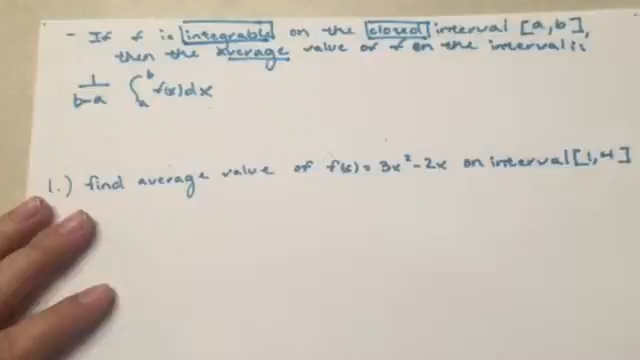 - If f is integrable on the closed interval [a,b],
then the average value of f on the interval is
1/b-a ∫_a^b f(x)dx
1.) find average value of f(x) = 3x² - 2x on interval [1,4]